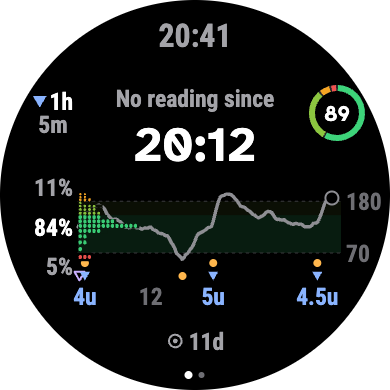 20:41
1h
5m
No reading since
20:12
89
11%
84%
5%
180
70
4u
12
5u
4.5u
11d